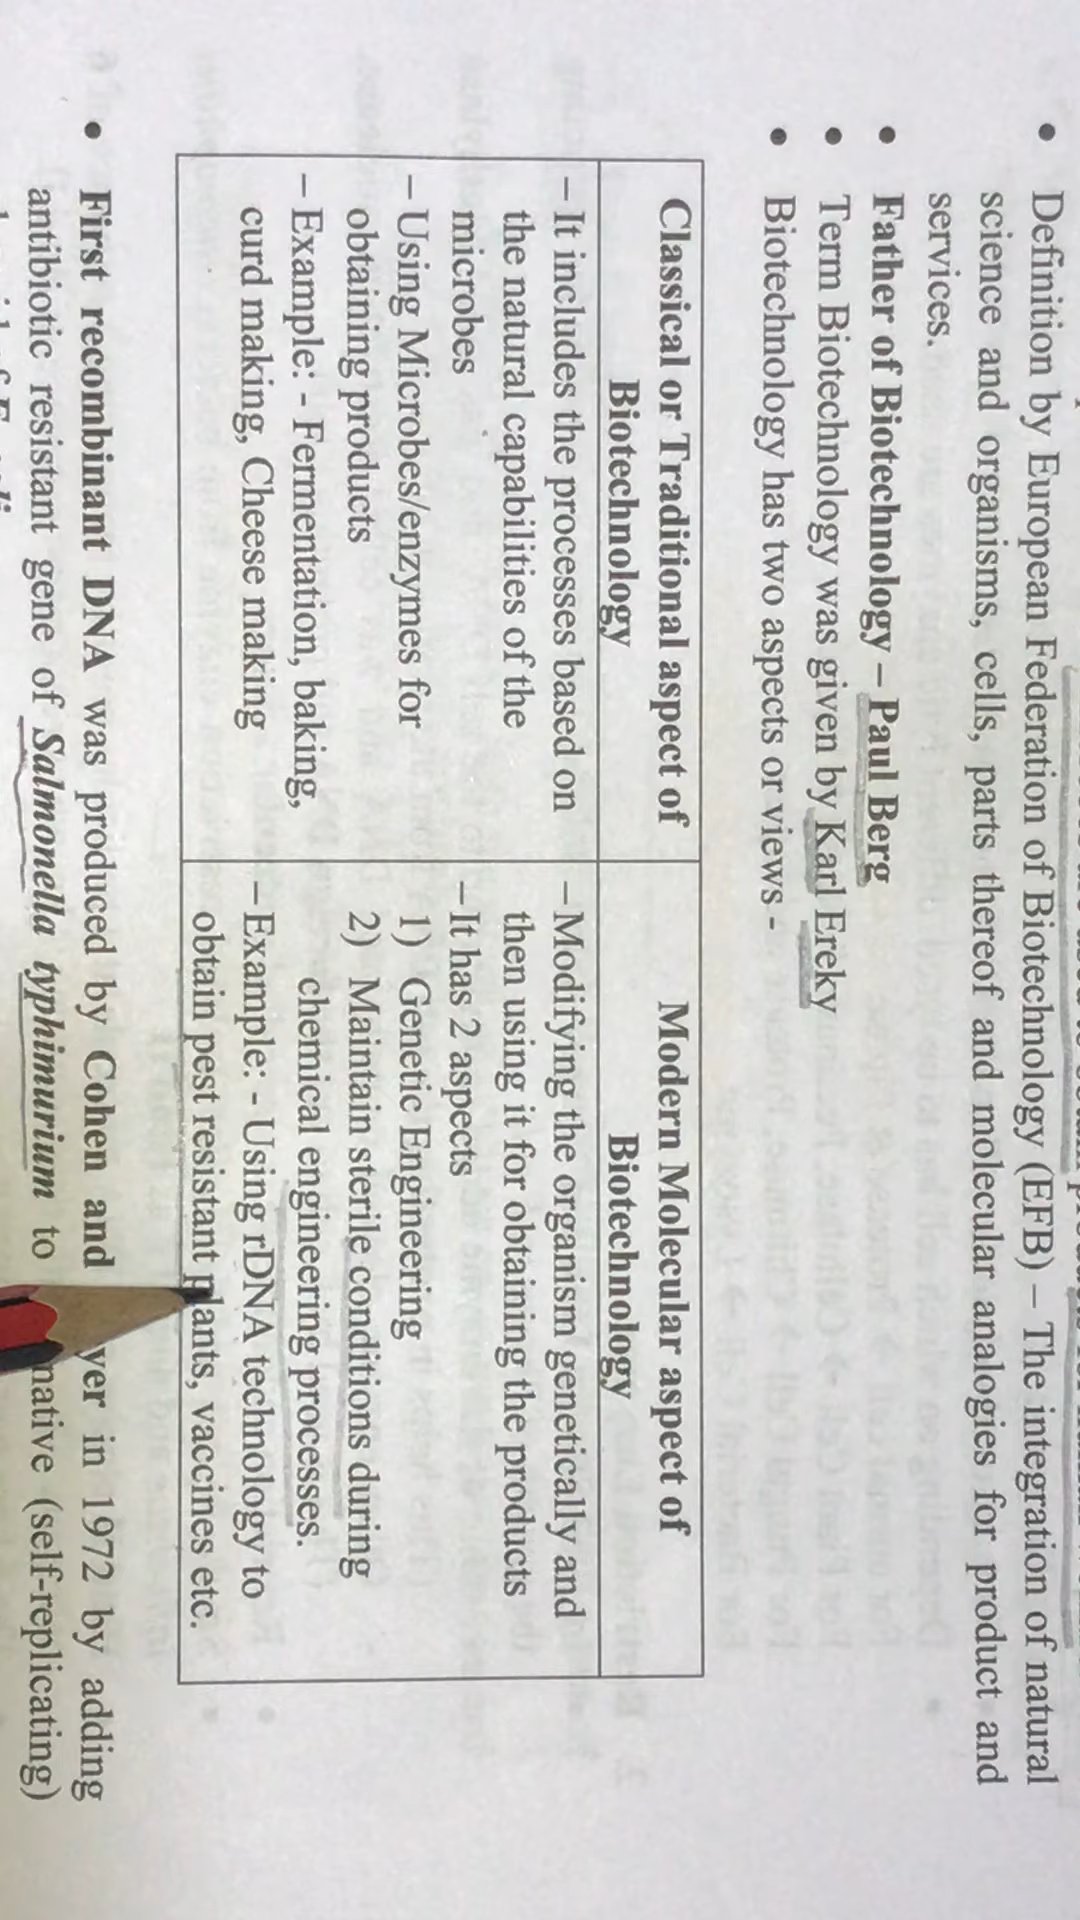 • Definition by European Federation of Biotechnology (EFB) – The integration of natural
science and organisms, cells, parts thereof and molecular analogies for product and
services.
• Father of Biotechnology – Paul Berg
• Term Biotechnology was given by Karl Ereky
• Biotechnology has two aspects or views -
Classical or Traditional aspect of
Biotechnology
– It includes the processes based on
the natural capabilities of the
microbes
– Using Microbes/enzymes for
obtaining products
– Example: - Fermentation, baking,
curd making, Cheese making
Modern Molecular aspect of
Biotechnology
– Modifying the organism genetically and
then using it for obtaining the products
– It has 2 aspects
1) Genetic Engineering
2) Maintain sterile conditions during
chemical engineering processes.
– Example: - Using rDNA technology to
obtain pest resistant plants, vaccines etc.
• First recombinant DNA was produced by Cohen and yer in 1972 by adding
antibiotic resistant gene of Salmonella typhimurium to native (self-replicating)